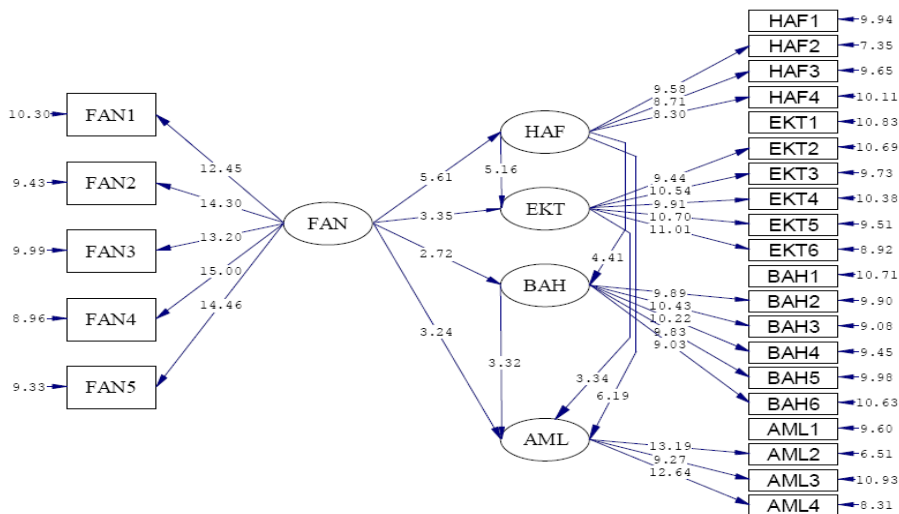 HAF1 9.94
HAF2 7.35
HAF3 9.65
HAF4 10.11
EKT1 10.83
EKT2 10.69
EKT3 9.73
EKT4 10.38
EKT5 9.51
EKT6 8.92
BAH1 10.71
BAH2 9.90
BAH3 9.08
BAH4 9.45
BAH5 9.98
BAH6 10.63
AML1 9.60
AML2 6.51
AML3 10.93
AML4 8.31
10.30 FAN1
9.43 FAN2
9.99 FAN3
8.96 FAN4
9.33 FAN5
12.45
14.30
13.20
15.00
14.46
FAN
5.61
3.35
2.72
3.24
HAF
5.16
EKT
BAH
3.32
AML
9.58
8.71
8.30
9.44
10.54
9.91
10.70
11.01
4.41
9.89
10.43
10.22
9.83
9.03
3.34
6.19
13.19
9.27
12.64